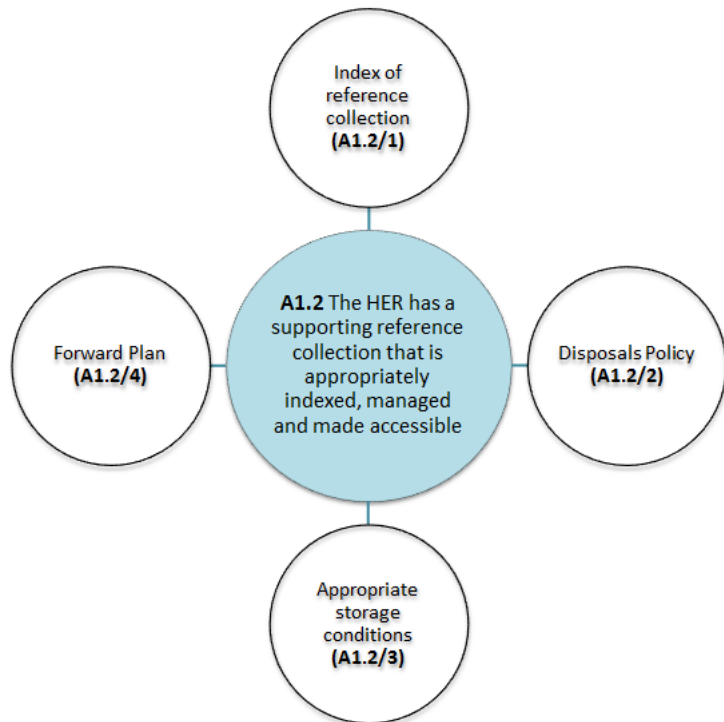 Index of
reference
collection
(A1.2/1)
A1.2 The HER has a
supporting reference
collection that is
appropriately
indexed, managed
and made accessible
Forward Plan
(A1.2/4)
Disposals Policy
(A1.2/2)
Appropriate
storage
conditions
(A1.2/3)